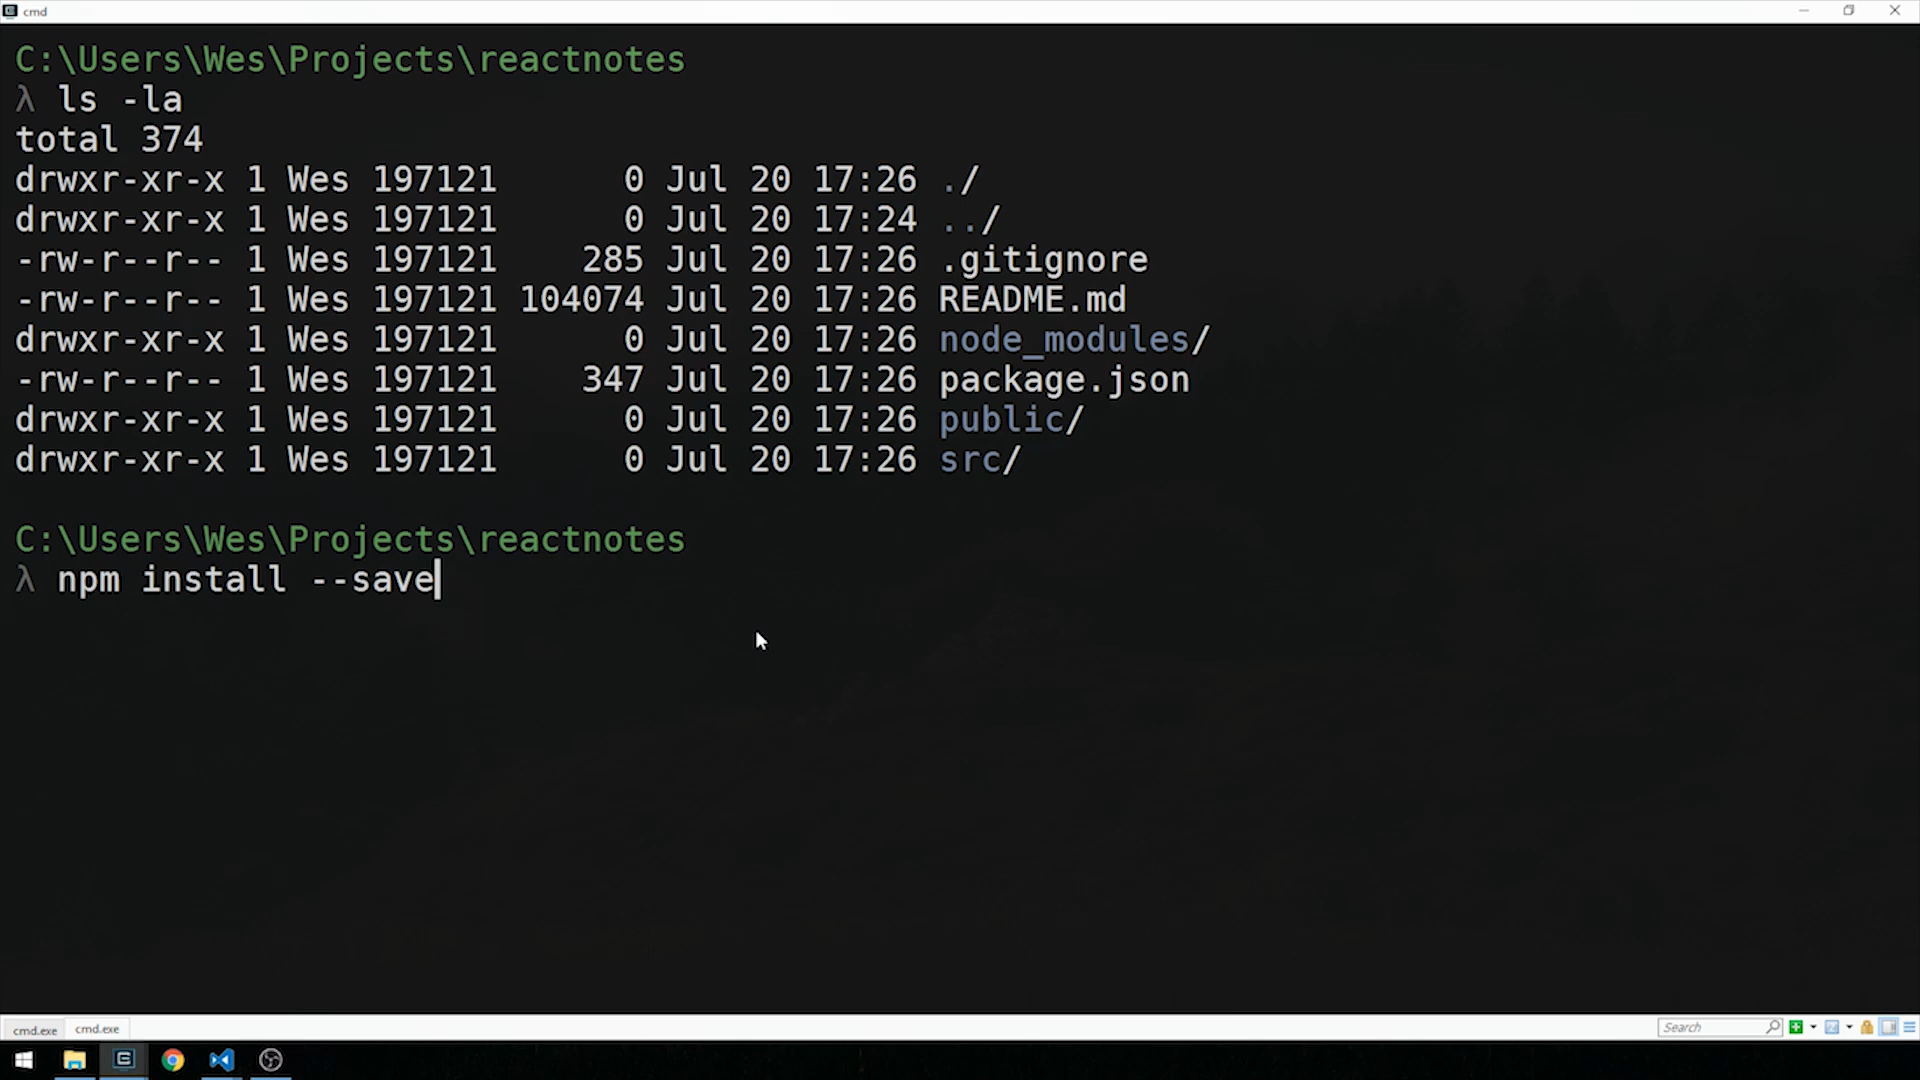 cmd
C:\Users\Wes\Projects\reactnotes
λ ls -la
total 374
drwxr-xr-x 1 Wes 197121      0 Jul 20 17:26 ./
drwxr-xr-x 1 Wes 197121      0 Jul 20 17:24 ../
-rw-r--r-- 1 Wes 197121    285 Jul 20 17:26 .gitignore
-rw-r--r-- 1 Wes 197121 104074 Jul 20 17:26 README.md
drwxr-xr-x 1 Wes 197121      0 Jul 20 17:26 node_modules/
-rw-r--r-- 1 Wes 197121    347 Jul 20 17:26 package.json
drwxr-xr-x 1 Wes 197121      0 Jul 20 17:26 public/
drwxr-xr-x 1 Wes 197121      0 Jul 20 17:26 src/
C:\Users\Wes\Projects\reactnotes
λ npm install --save
cmd.exe cmd.exe Search